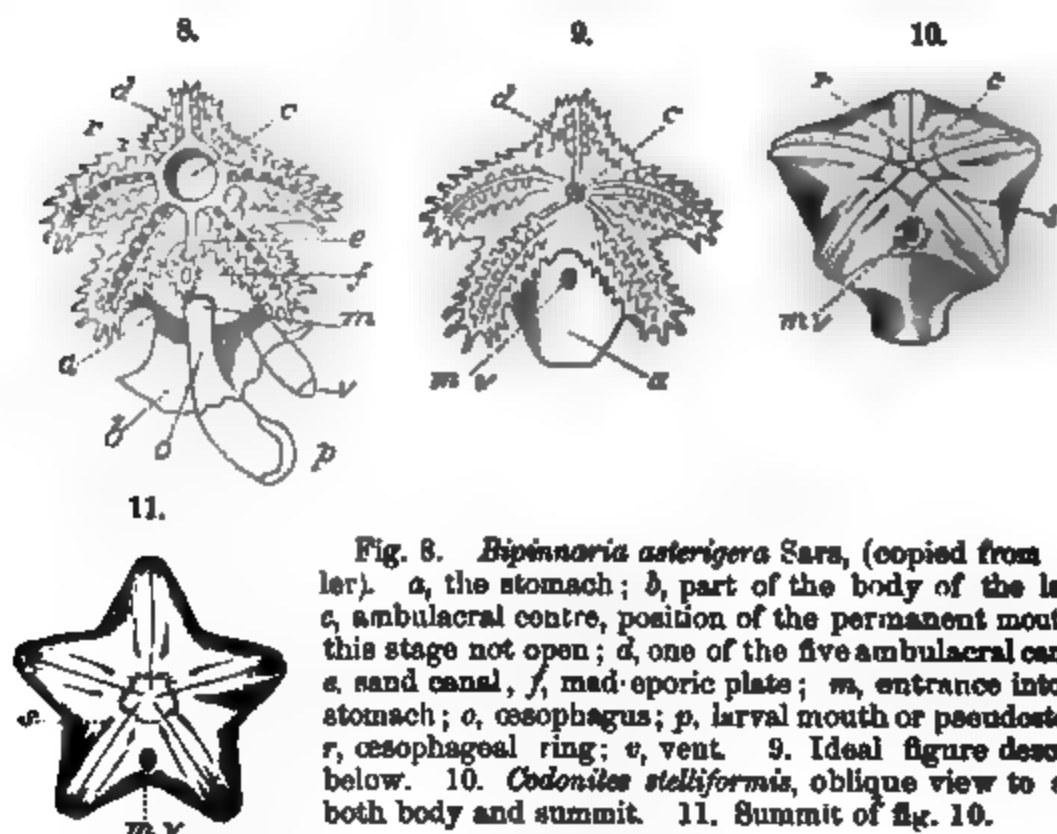 8. 9. 10.
d r c
e
f
m
a
b o v
p
d c
m v a
r c
s
m v
11.
s
m v
Fig. 8. Bipinnaria asterigera Sars, (copied from
ler). a, the stomach; b, part of the body of the la
c, ambulacral centre, position of the permanent mout
this stage not open; d, one of the five ambulacral can
e, sand canal, f, mad·eporic plate; m, entrance into
stomach; o, œsophagus; p, larval mouth or pseudosto
r, œsophageal ring; v, vent. 9. Ideal figure desc
below. 10. Codonites stelliformis, oblique view to s
both body and summit. 11. Summit of fig. 10.